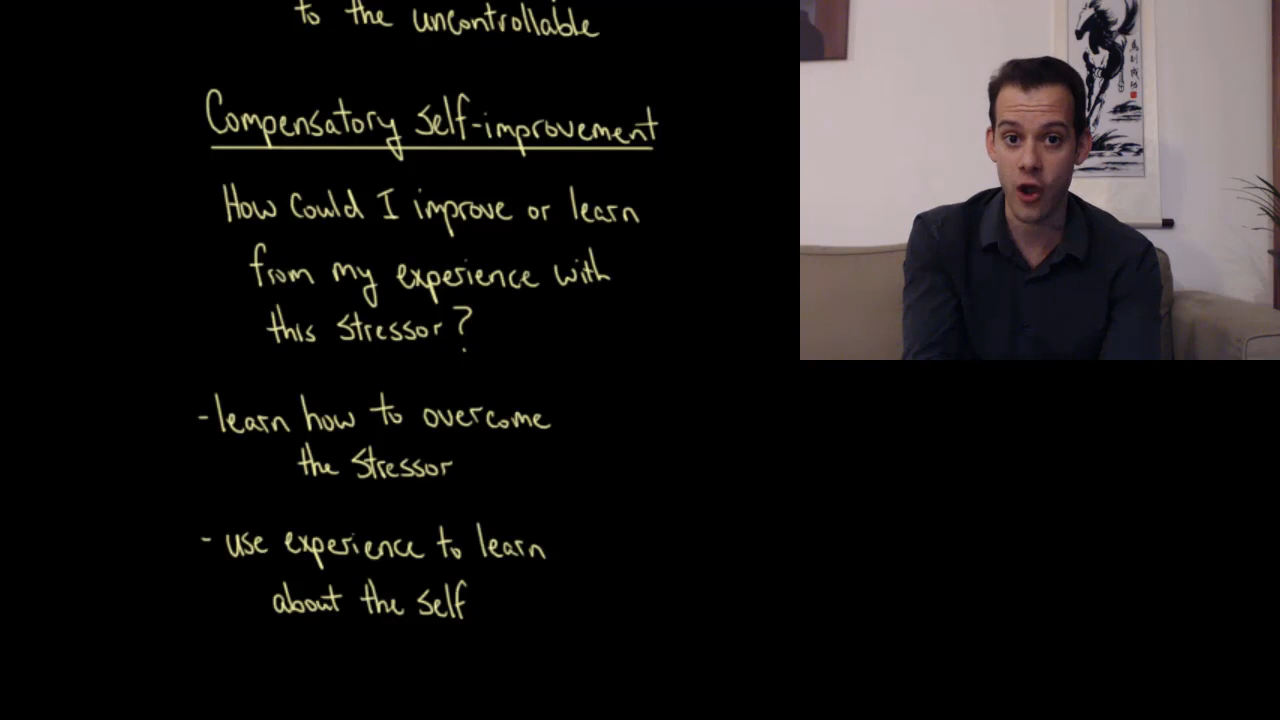 to the uncontrollable
Compensatory self-improvement
How could I improve or learn
from my experience with
this stressor?
- learn how to overcome
the stressor
- use experience to learn
about the self